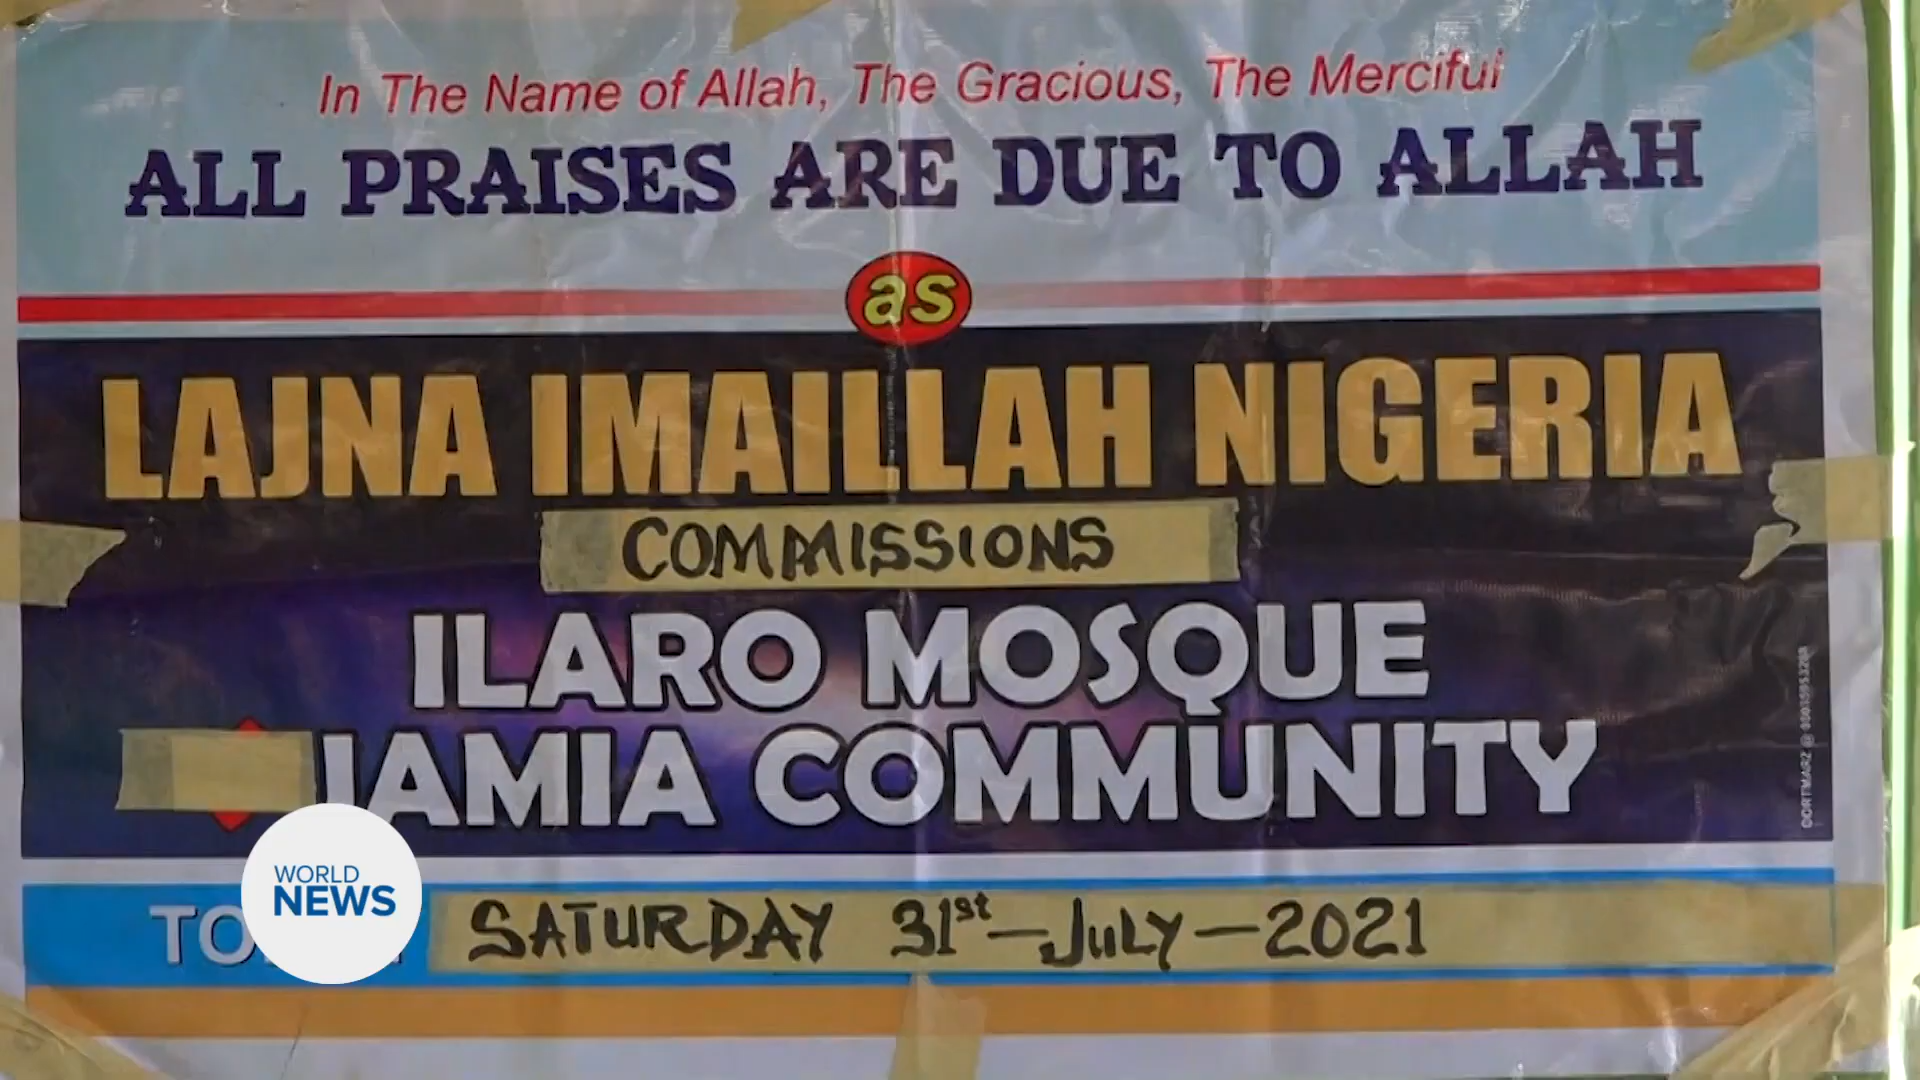 In The Name of Allah, The Gracious, The Merciful
ALL PRAISES ARE DUE TO ALLAH
as
LAJNA IMAILLAH NIGERIA
COMMISSIONS
ILARO MOSQUE
JAMIA COMMUNITY
WORLD
NEWS
SATURDAY 31st-July-2021